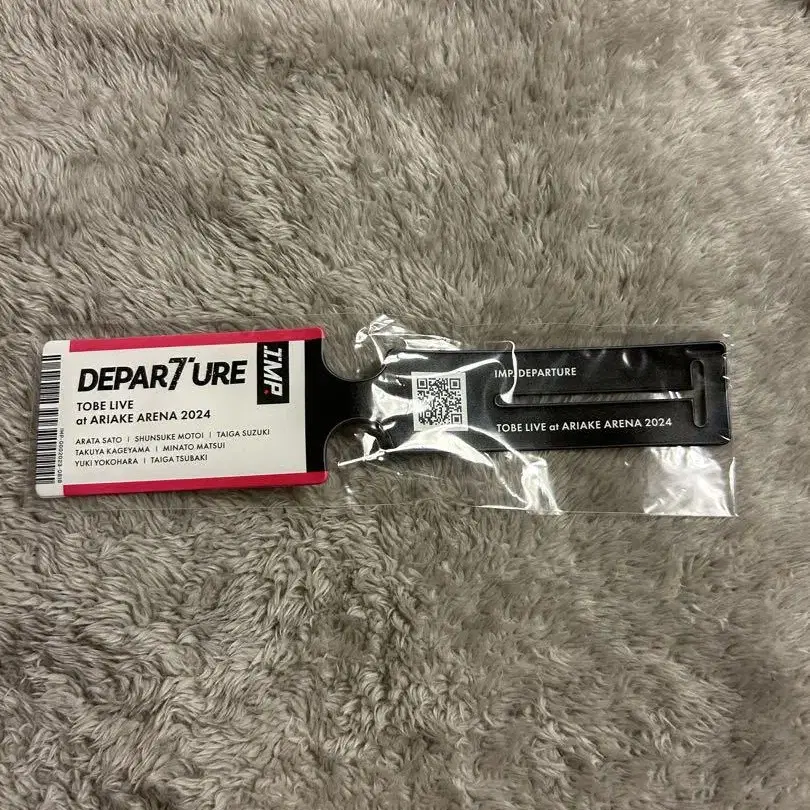 DEPAR7URE
IMP.
TOBE LIVE
at ARIAKE ARENA 2024
ARATA SATO | SHUNSUKE MOTOI | TAIGA SUZUKI
TAKUYA KAGEYAMA | MINATO MATSUI
YUKI YOKOHARA | TAIGA TSUBAKI
IMP. DEPARTURE
TOBE LIVE at ARIAKE ARENA 2024